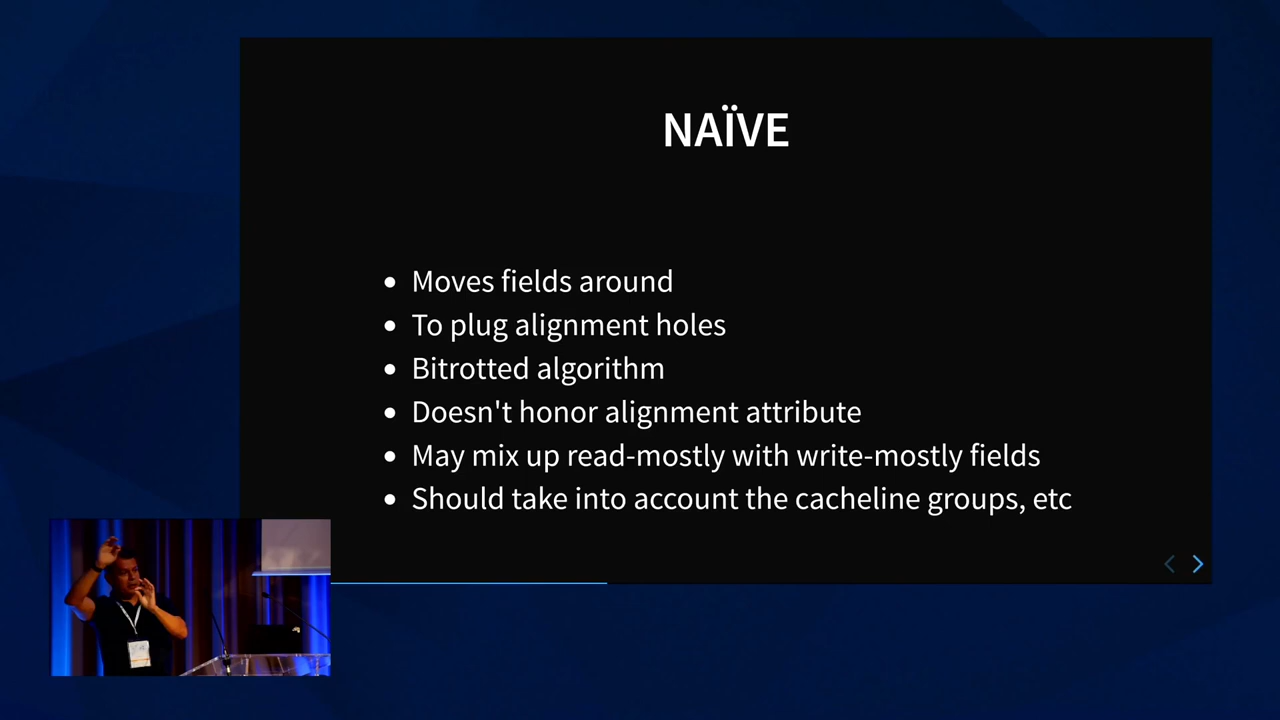 NAÏVE
Moves fields around
To plug alignment holes
Bitrotted algorithm
Doesn't honor alignment attribute
May mix up read-mostly with write-mostly fields
Should take into account the cacheline groups, etc